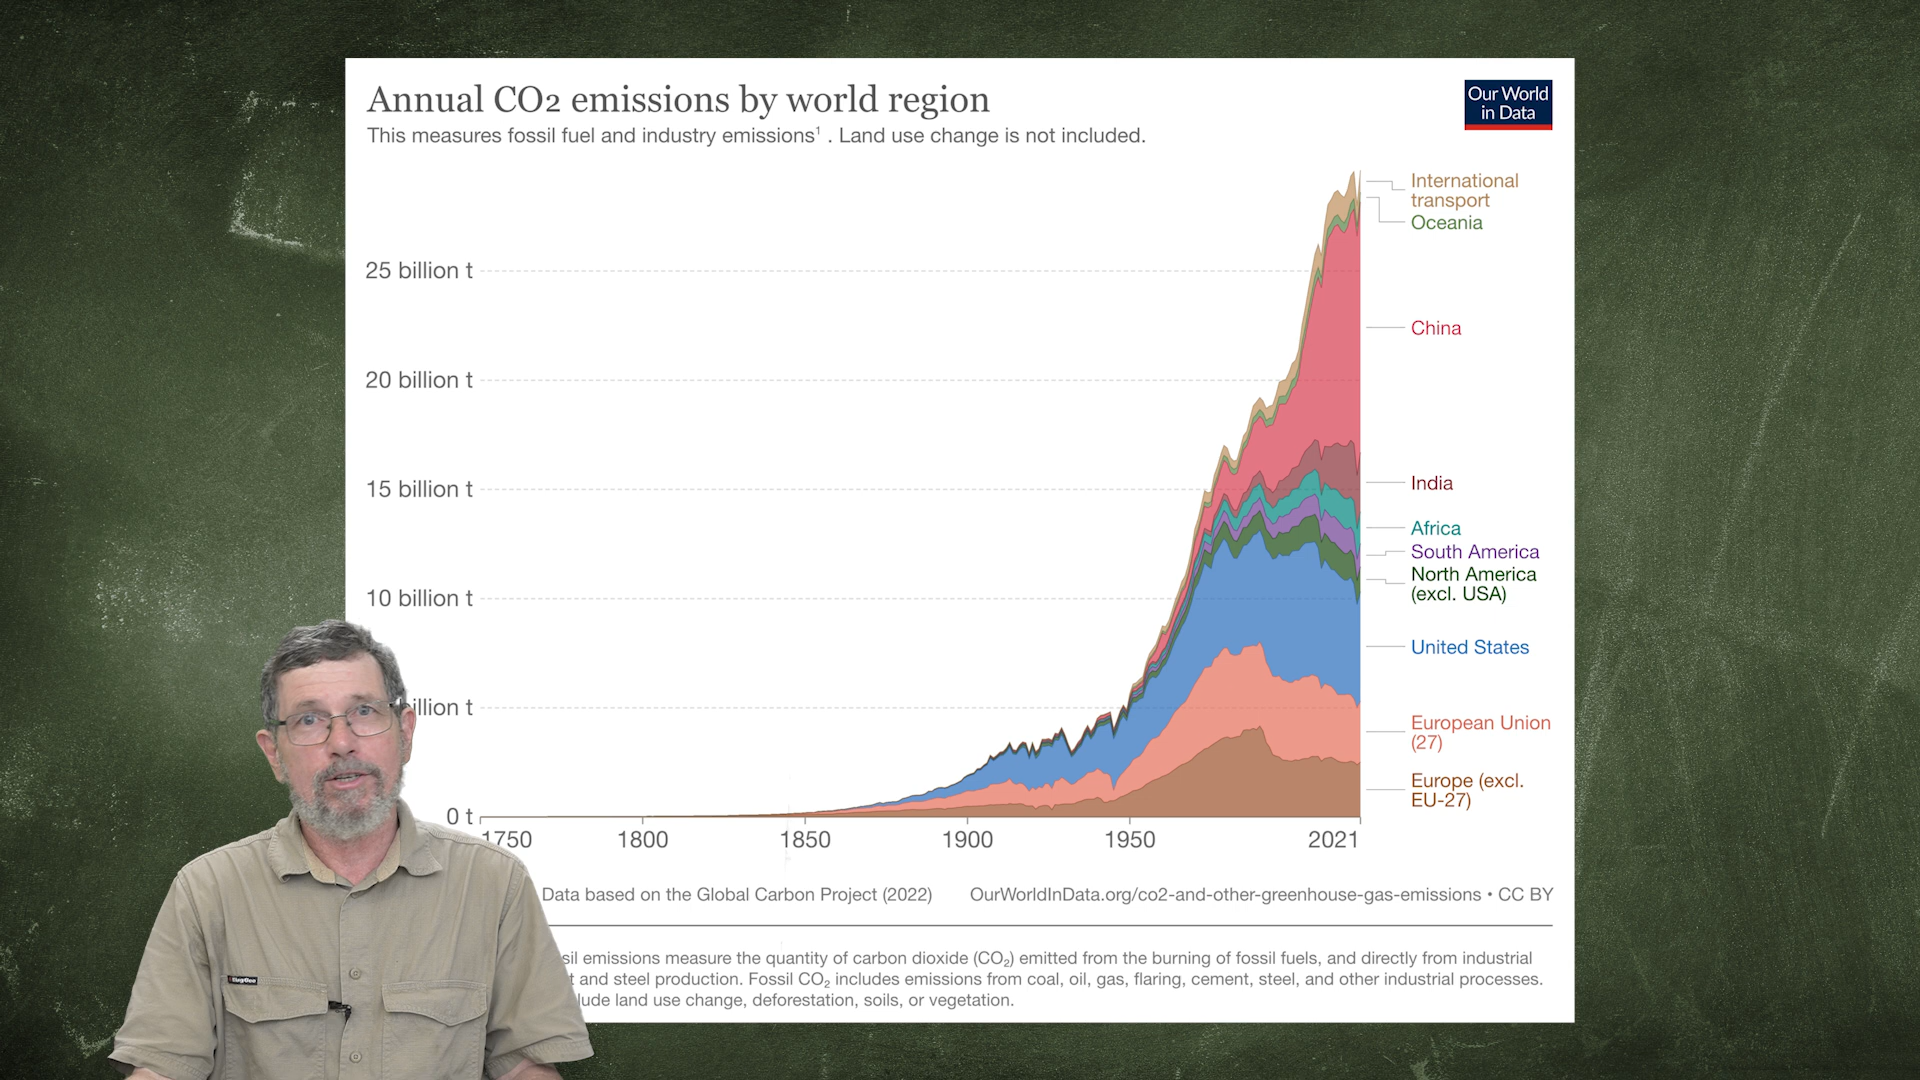 Annual CO2 emissions by world region
This measures fossil fuel and industry emissions¹ . Land use change is not included.
Our World
in Data
International
transport
Oceania
25 billion t
China
20 billion t
15 billion t
India
Africa
South America
North America
(excl. USA)
10 billion t
United States
billion t
European Union
(27)
Europe (excl.
EU-27)
0 t
1750
1800
1850
1900
1950
2021
Data based on the Global Carbon Project (2022)
OurWorldInData.org/co2-and-other-greenhouse-gas-emissions • CC BY
sil emissions measure the quantity of carbon dioxide (CO₂) emitted from the burning of fossil fuels, and directly from industrial
t and steel production. Fossil CO₂ includes emissions from coal, oil, gas, flaring, cement, steel, and other industrial processes.
lude land use change, deforestation, soils, or vegetation.